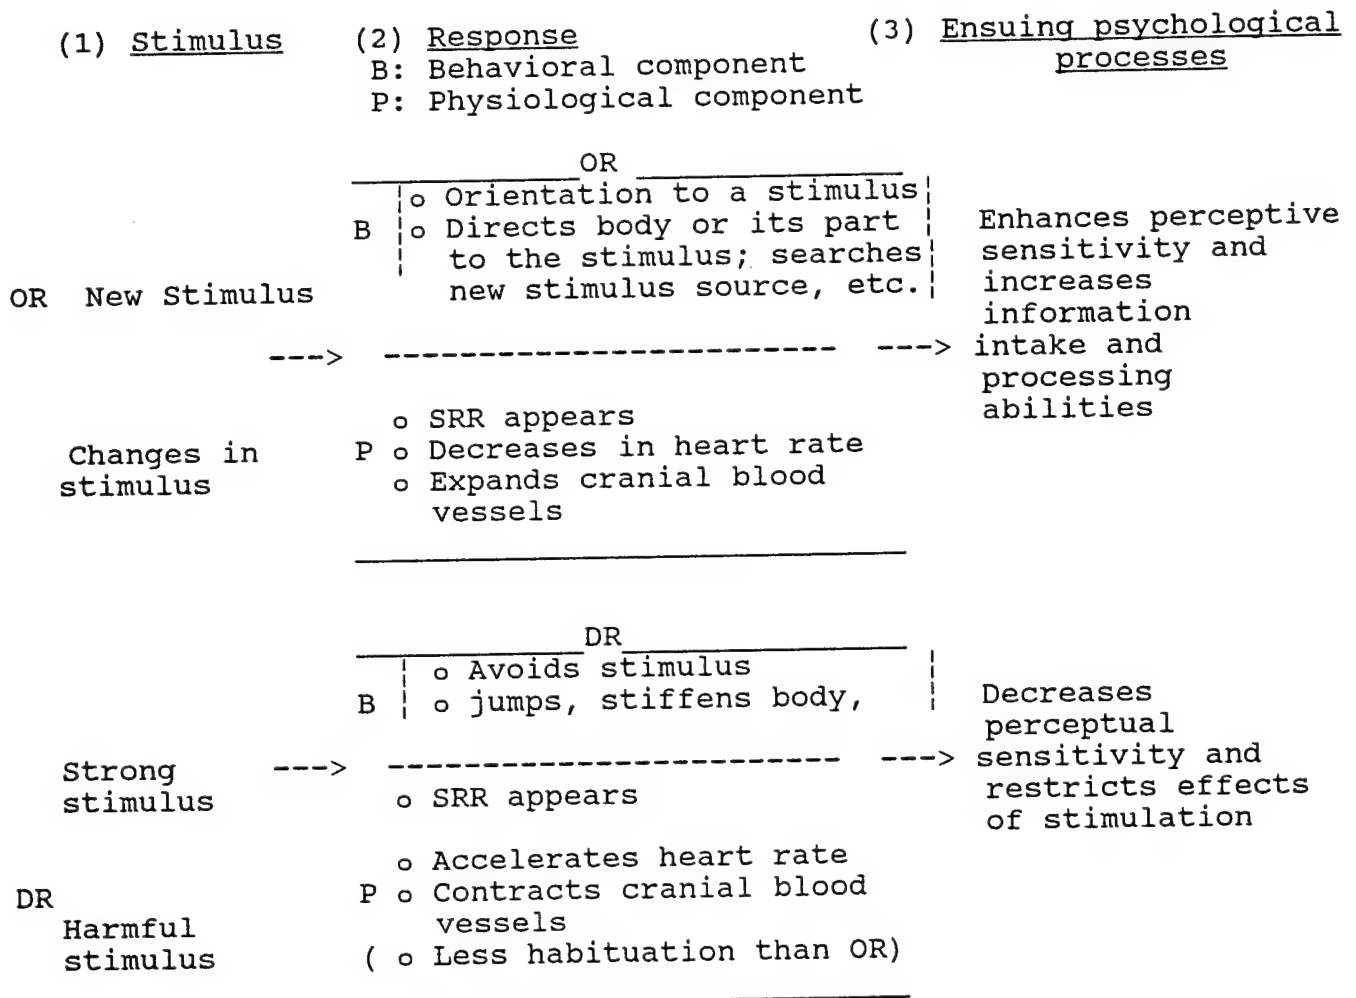 (1) Stimulus (2) Response (3) Ensuing psychological
B: Behavioral component processes
P: Physiological component
OR
o Orientation to a stimulus
B o Directs body or its part
to the stimulus; searches
new stimulus source, etc.
OR New Stimulus
Enhances perceptive
sensitivity and
increases
information
---> ------------------------ ---> intake and
processing
abilities
Changes in
stimulus
o SRR appears
P o Decreases in heart rate
o Expands cranial blood
vessels
DR
o Avoids stimulus
B o jumps, stiffens body,
Strong ---> ------------------------ --->
stimulus
Decreases
perceptual
sensitivity and
restricts effects
of stimulation
o SRR appears
o Accelerates heart rate
P o Contracts cranial blood
vessels
( o Less habituation than OR)
DR
Harmful
stimulus